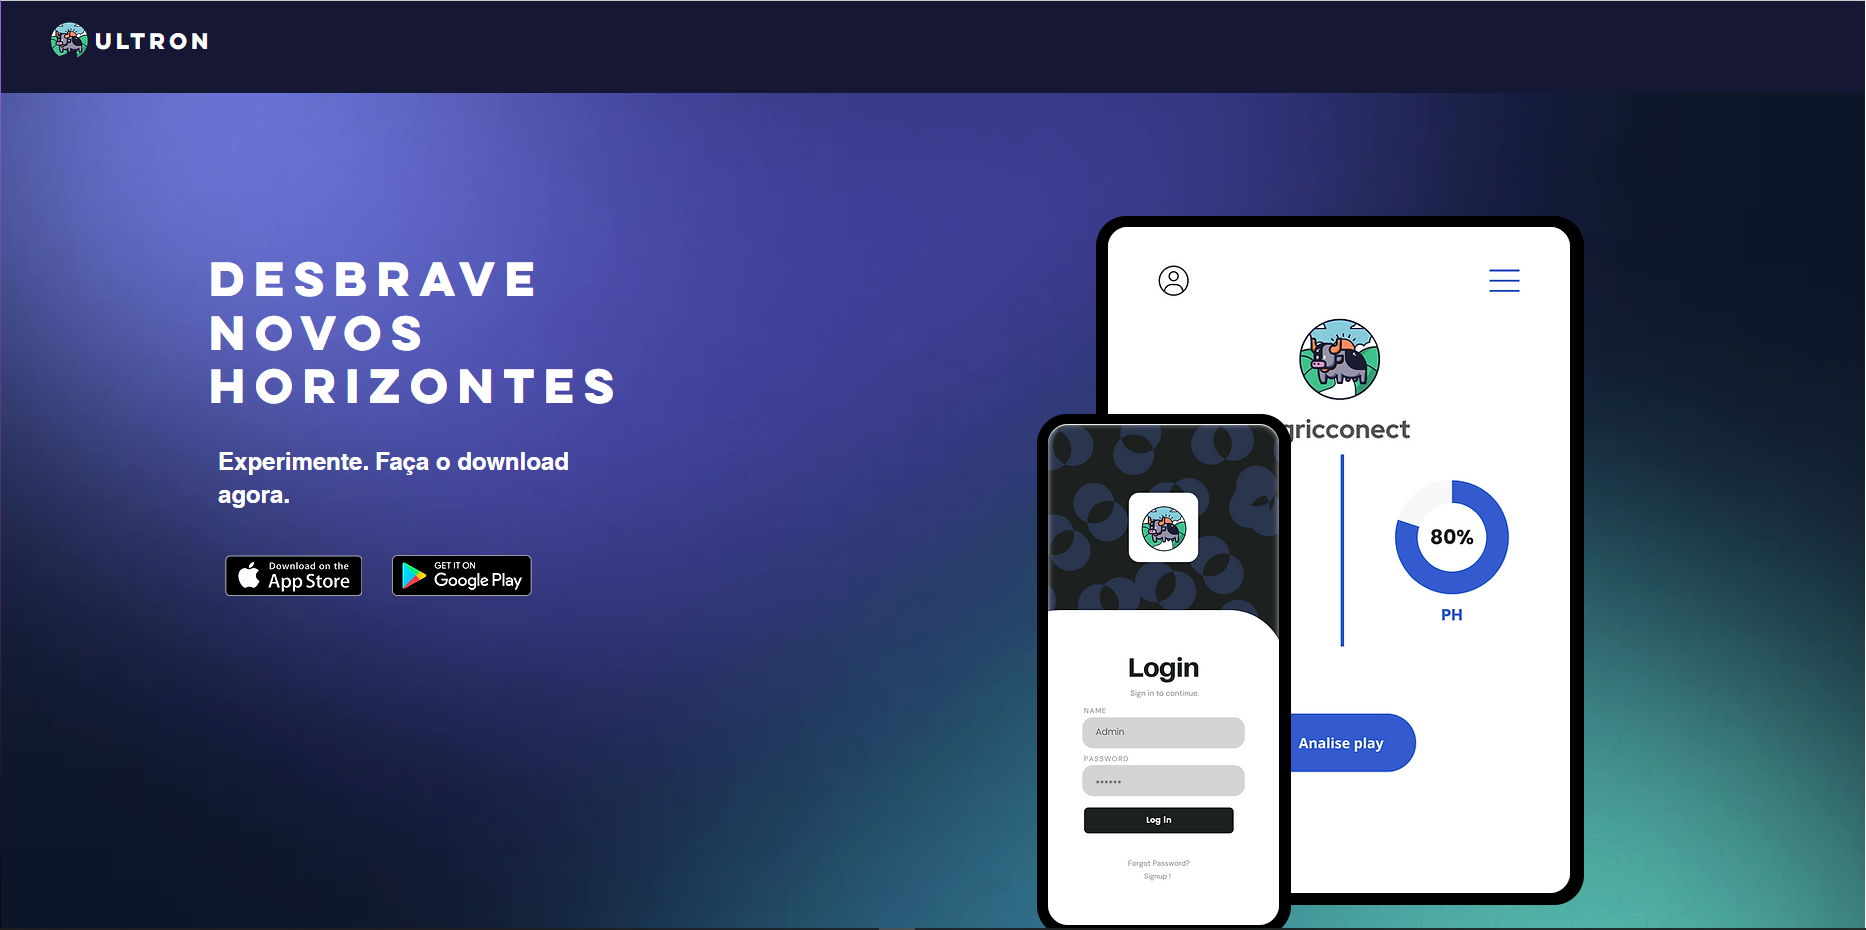 ULTRON
DESBRAVE
NOVOS
HORIZONTES
Experimente. Faça o download
agora.
Download on the
App Store
GET IT ON
Google Play
gricconect
80%
PH
Analise play
Login
Sign in to continue.
NAME
Admin
PASSWORD
••••••
Log In
Forgot Password?
Signup !